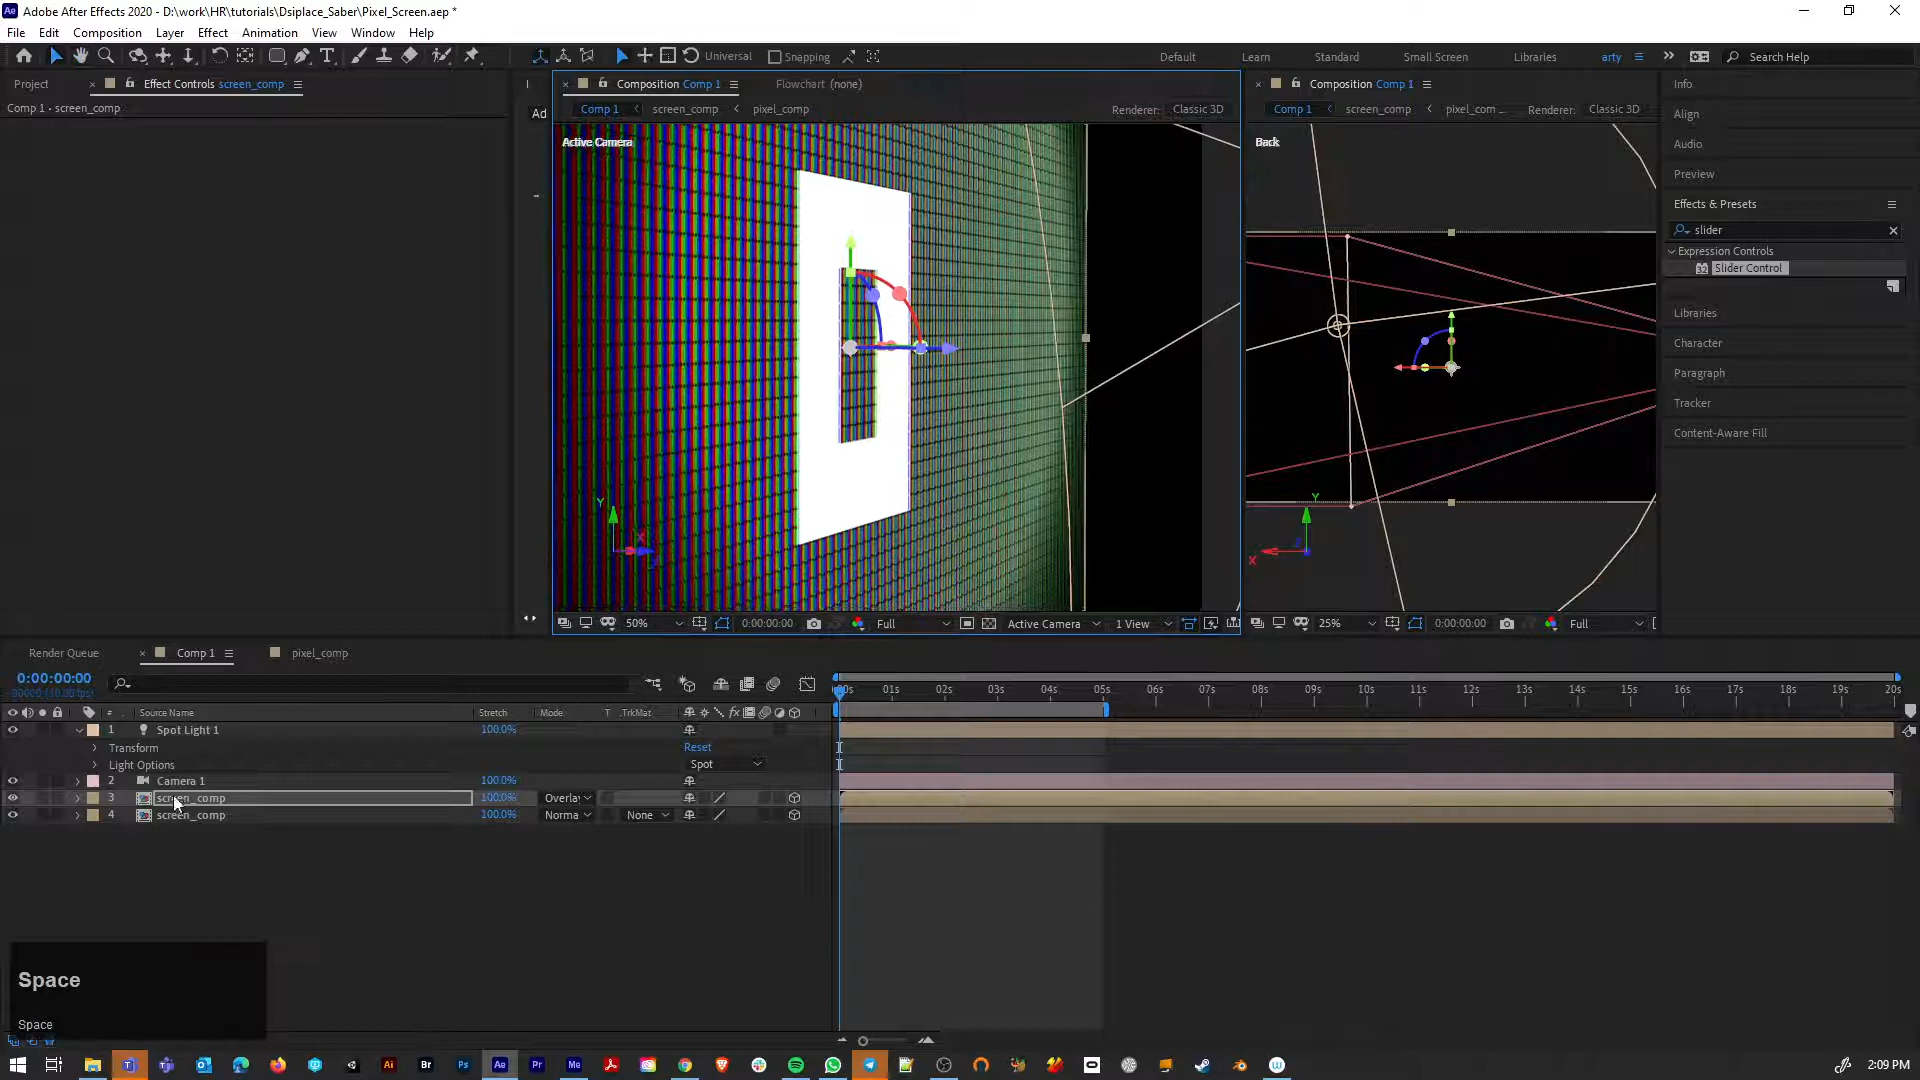 Adobe After Effects 2020 - D:\work\HR\tutorials\Dsiplace_Saber\Pixel_Screen.aep *
File Edit Composition Layer Effect Animation View Window Help
Universal Snapping Default Learn Standard Small Screen Libraries arty Search Help
Project Effect Controls screen_comp Composition Comp 1 Flowchart (none) Composition Comp 1 Info
Comp 1 • screen_comp Ad Comp 1 screen_comp pixel_comp Renderer: Classic 3D Comp 1 screen_comp pixel_com ... Renderer: Classic 3D
Align
Active Camera
Back
Audio
Preview
Effects & Presets
slider
Expression Controls
32 Slider Control
Libraries
Character
Paragraph
Tracker
Content-Aware Fill
Y
X
Y
X
Z
50% 0:00:00:00 Full Active Camera 1 View 25% 0:00:00:00 Full
Render Queue Comp 1 pixel_comp
0:00:00:00
01s 02s 03s 04s 05s 06s 07s 08s 09s 10s 11s 12s 13s 14s 15s 16s 17s 18s 19s 20s
# Source Name Stretch Mode T .TrkMat
1 Spot Light 1 100.0%
Transform Reset
Light Options Spot
2 Camera 1 100.0%
3 screen_comp 100.0% Overla
4 screen_comp 100.0% Norma None
Space
Space
2:09 PM